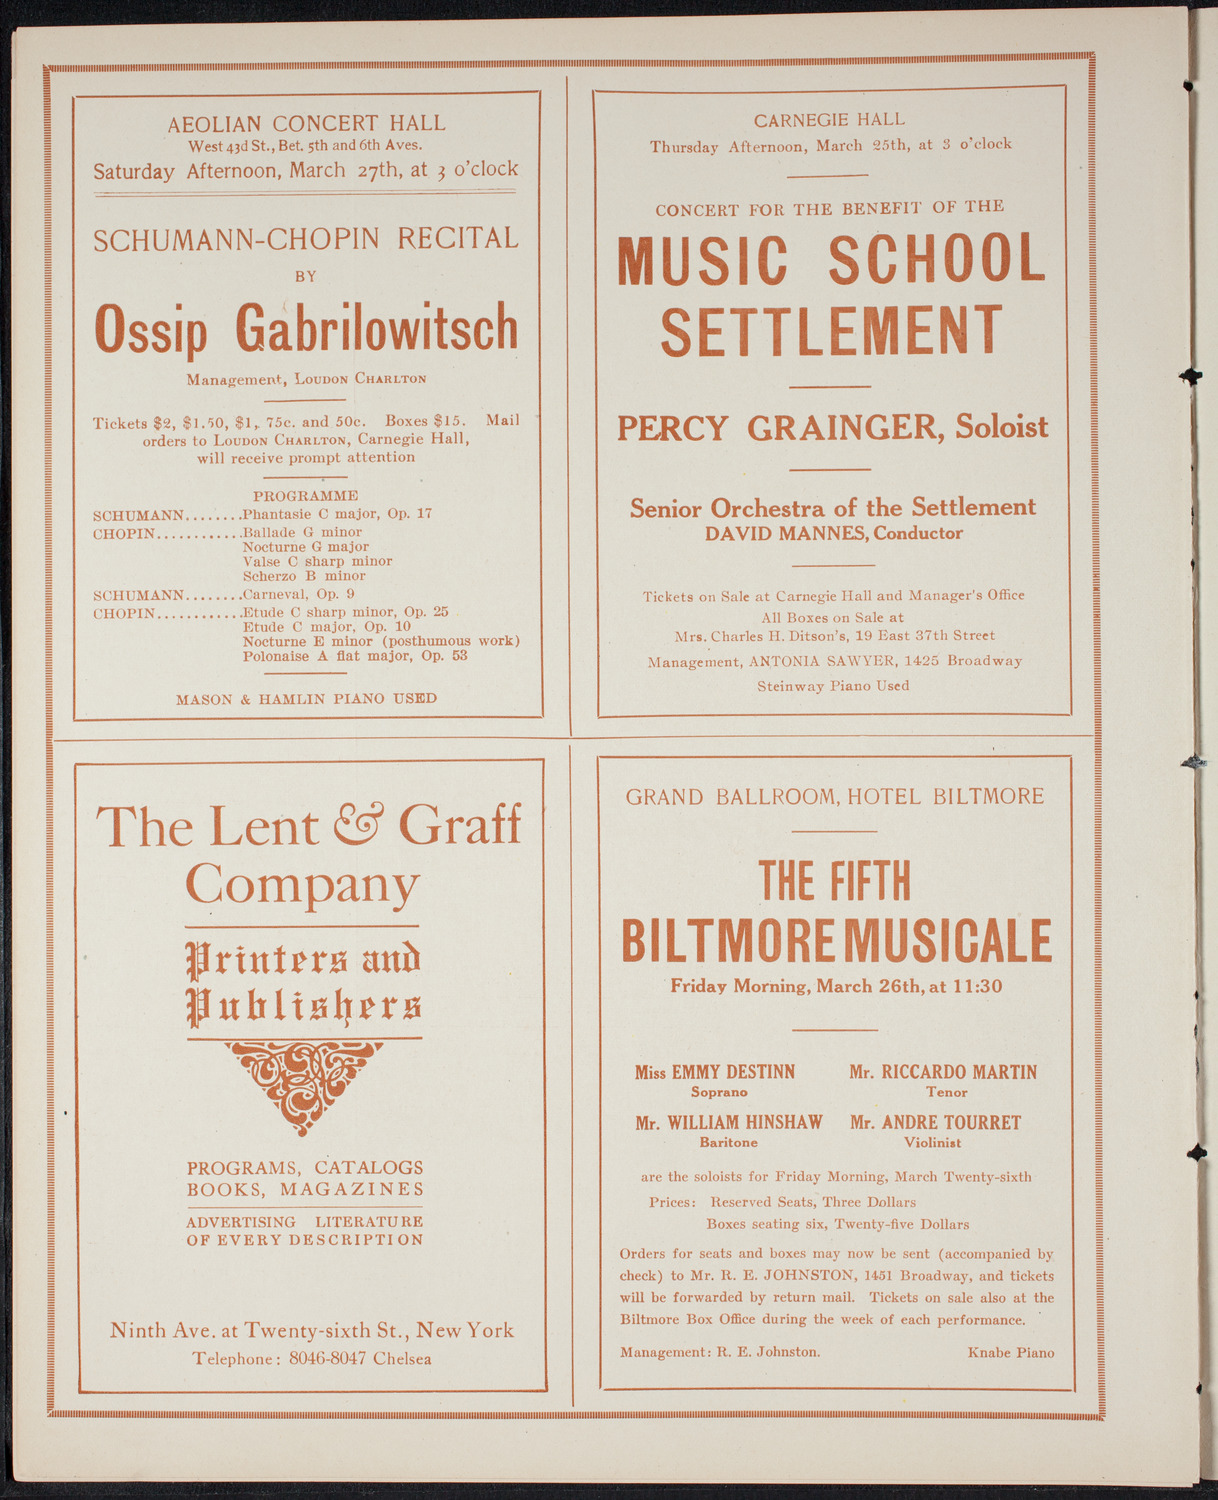 AEOLIAN CONCERT HALL
West 43d St., Bet. 5th and 6th Aves.
Saturday Afternoon, March 27th, at 3 o'clock
SCHUMANN-CHOPIN RECITAL
BY
Ossip Gabrilowitsch
Management, LOUDON CHARLTON
Tickets $2, $1.50, $1, 75c. and 50c. Boxes $15. Mail
orders to LOUDON CHARLTON, Carnegie Hall,
will receive prompt attention
PROGRAMME
SCHUMANN........Phantasie C major, Op. 17
CHOPIN............Ballade G minor
Nocturne G major
Valse C sharp minor
Scherzo B minor
SCHUMANN........Carneval, Op. 9
CHOPIN............Etude C sharp minor, Op. 25
Etude C major, Op. 10
Nocturne E minor (posthumous work)
Polonaise A flat major, Op. 53
MASON & HAMLIN PIANO USED
CARNEGIE HALL
Thursday Afternoon, March 25th, at 3 o'clock
CONCERT FOR THE BENEFIT OF THE
MUSIC SCHOOL
SETTLEMENT
PERCY GRAINGER, Soloist
Senior Orchestra of the Settlement
DAVID MANNES, Conductor
Tickets on Sale at Carnegie Hall and Manager's Office
All Boxes on Sale at
Mrs. Charles H. Ditson's, 19 East 37th Street
Management, ANTONIA SAWYER, 1425 Broadway
Steinway Piano Used
The Lent & Graff
Company
Printers and
Publishers
PROGRAMS, CATALOGS
BOOKS, MAGAZINES
ADVERTISING LITERATURE
OF EVERY DESCRIPTION
Ninth Ave. at Twenty-sixth St., New York
Telephone: 8046-8047 Chelsea
GRAND BALLROOM, HOTEL BILTMORE
THE FIFTH
BILTMORE MUSICALE
Friday Morning, March 26th, at 11:30
Miss EMMY DESTINN Mr. RICCARDO MARTIN
Soprano Tenor
Mr. WILLIAM HINSHAW Mr. ANDRE TOURRET
Baritone Violinist
are the soloists for Friday Morning, March Twenty-sixth
Prices: Reserved Seats, Three Dollars
Boxes seating six, Twenty-five Dollars
Orders for seats and boxes may now be sent (accompanied by
check) to Mr. R. E. JOHNSTON, 1451 Broadway, and tickets
will be forwarded by return mail. Tickets on sale also at the
Biltmore Box Office during the week of each performance.
Management: R. E. Johnston. Knabe Piano